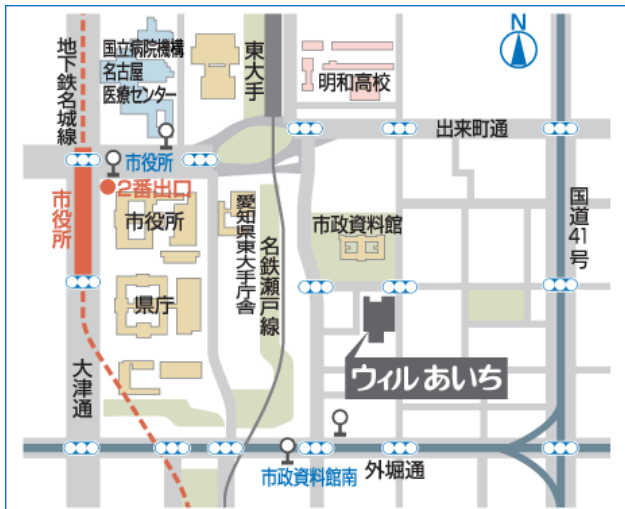 N
地下鉄名城線
国立病院機構
名古屋
医療センター
東大手
明和高校
出来町通
市役所
2番出口
市役所
市役所
愛知県東大手庁舎
名鉄瀬戸線
市政資料館
国道41号
県庁
大津通
ウィルあいち
市政資料館南
外堀通